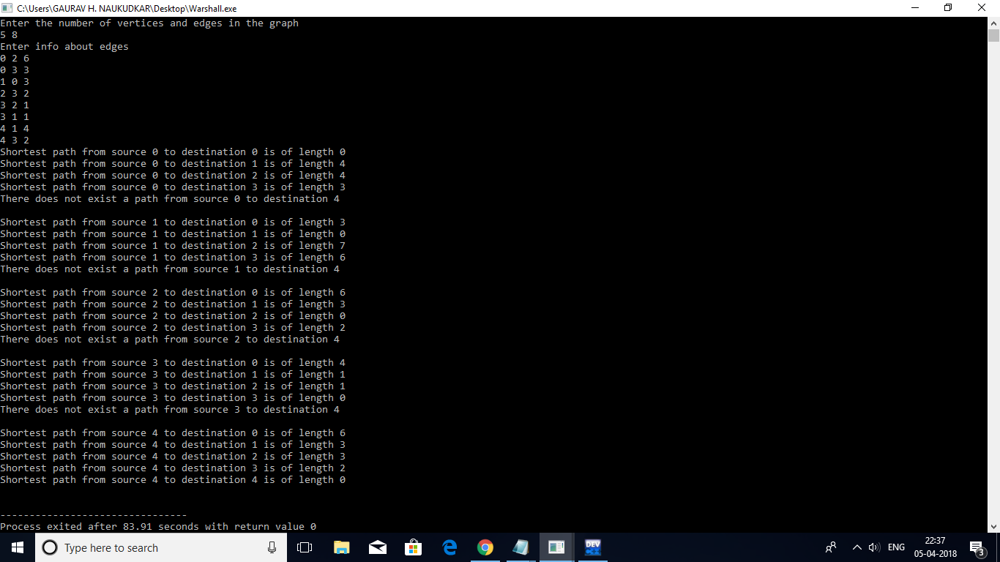 C:\Users\GAURAV H. NAUKUDKAR\Desktop\Warshall.exe
Enter the number of vertices and edges in the graph
5 8
Enter info about edges
0 2 6
0 3 3
1 0 3
2 3 2
3 2 1
3 1 1
4 1 4
4 3 2
Shortest path from source 0 to destination 0 is of length 0
Shortest path from source 0 to destination 1 is of length 4
Shortest path from source 0 to destination 2 is of length 4
Shortest path from source 0 to destination 3 is of length 3
There does not exist a path from source 0 to destination 4
Shortest path from source 1 to destination 0 is of length 3
Shortest path from source 1 to destination 1 is of length 0
Shortest path from source 1 to destination 2 is of length 7
Shortest path from source 1 to destination 3 is of length 6
There does not exist a path from source 1 to destination 4
Shortest path from source 2 to destination 0 is of length 6
Shortest path from source 2 to destination 1 is of length 3
Shortest path from source 2 to destination 2 is of length 0
Shortest path from source 2 to destination 3 is of length 2
There does not exist a path from source 2 to destination 4
Shortest path from source 3 to destination 0 is of length 4
Shortest path from source 3 to destination 1 is of length 1
Shortest path from source 3 to destination 2 is of length 1
Shortest path from source 3 to destination 3 is of length 0
There does not exist a path from source 3 to destination 4
Shortest path from source 4 to destination 0 is of length 6
Shortest path from source 4 to destination 1 is of length 3
Shortest path from source 4 to destination 2 is of length 3
Shortest path from source 4 to destination 3 is of length 2
Shortest path from source 4 to destination 4 is of length 0
--------------------------------
Process exited after 83.91 seconds with return value 0
Type here to search
DEV
ENG
22:37
05-04-2018
3